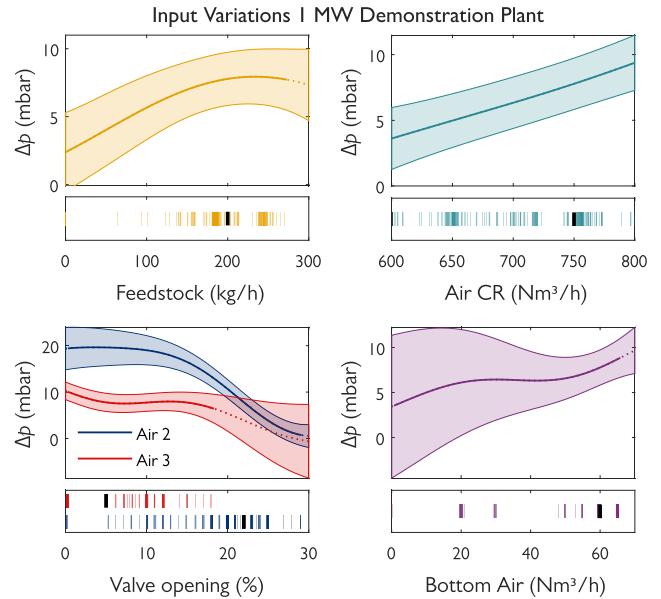 Input Variations 1 MW Demonstration Plant
Δp (mbar)
10
5
0
0 100 200 300
Feedstock (kg/h)
Δp (mbar)
10
5
0
600 650 700 750 800
Air CR (Nm³/h)
Δp (mbar)
20
10
0
Air 2
Air 3
0 10 20 30
Valve opening (%)
Δp (mbar)
10
5
0
0 20 40 60
Bottom Air (Nm³/h)